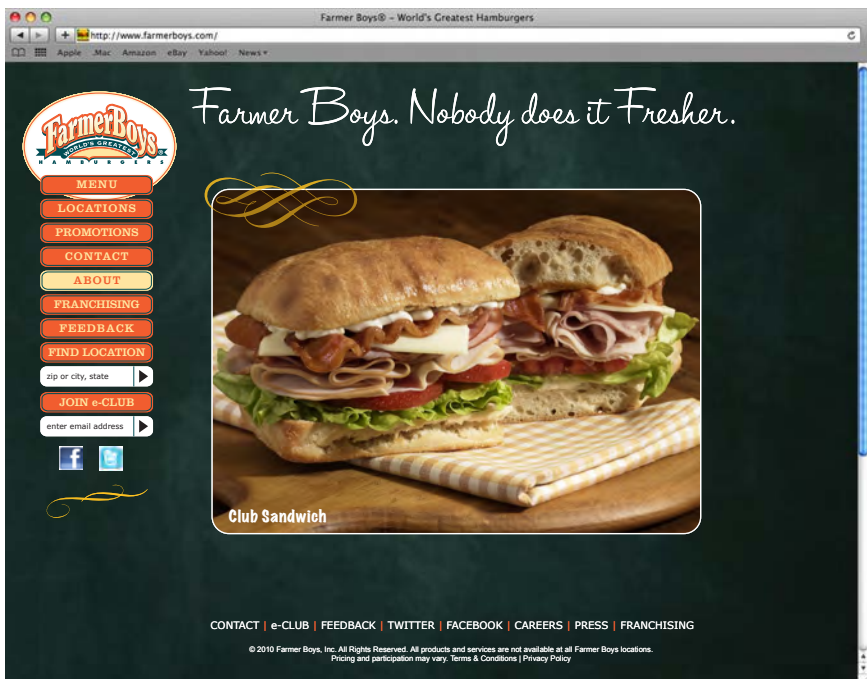 Farmer Boys® – World's Greatest Hamburgers
http://www.farmerboys.com/
Apple .Mac Amazon eBay Yahoo! News
Farmer Boys. Nobody does it Fresher.
FarmerBoys®
WORLD'S GREATEST
HAMBURGERS
MENU
LOCATIONS
PROMOTIONS
CONTACT
ABOUT
FRANCHISING
FEEDBACK
FIND LOCATION
zip or city, state
JOIN e-CLUB
enter email address
Club Sandwich
CONTACT | e-CLUB | FEEDBACK | TWITTER | FACEBOOK | CAREERS | PRESS | FRANCHISING
© 2010 Farmer Boys, Inc. All Rights Reserved. All products and services are not available at all Farmer Boys locations.
Pricing and participation may vary. Terms & Conditions | Privacy Policy